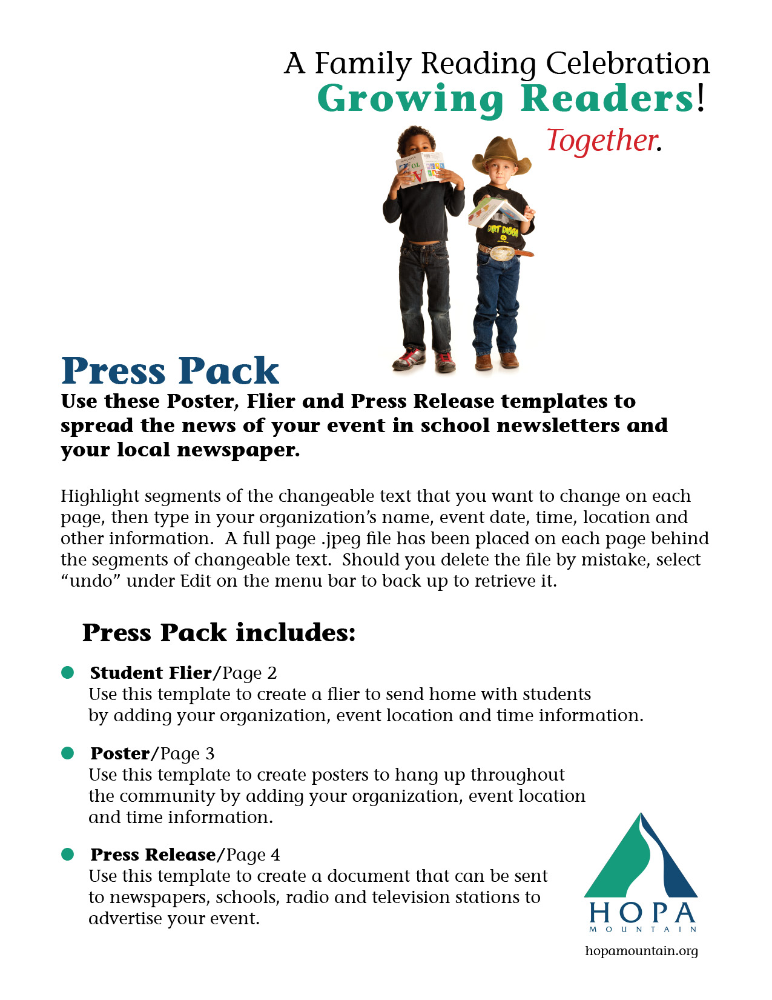 A Family Reading Celebration
Growing Readers!
Together.
A
TO
DIRT DIGGR
Press Pack
Use these Poster, Flier and Press Release templates to
spread the news of your event in school newsletters and
your local newspaper.
Highlight segments of the changeable text that you want to change on each
page, then type in your organization’s name, event date, time, location and
other information.  A full page .jpeg file has been placed on each page behind
the segments of changeable text.  Should you delete the file by mistake, select
“undo” under Edit on the menu bar to back up to retrieve it.
Press Pack includes:
● Student Flier/Page 2
Use this template to create a flier to send home with students
by adding your organization, event location and time information.
● Poster/Page 3
Use this template to create posters to hang up throughout
the community by adding your organization, event location
and time information.
● Press Release/Page 4
Use this template to create a document that can be sent
to newspapers, schools, radio and television stations to
advertise your event.
HOPA
MOUNTAIN
hopamountain.org